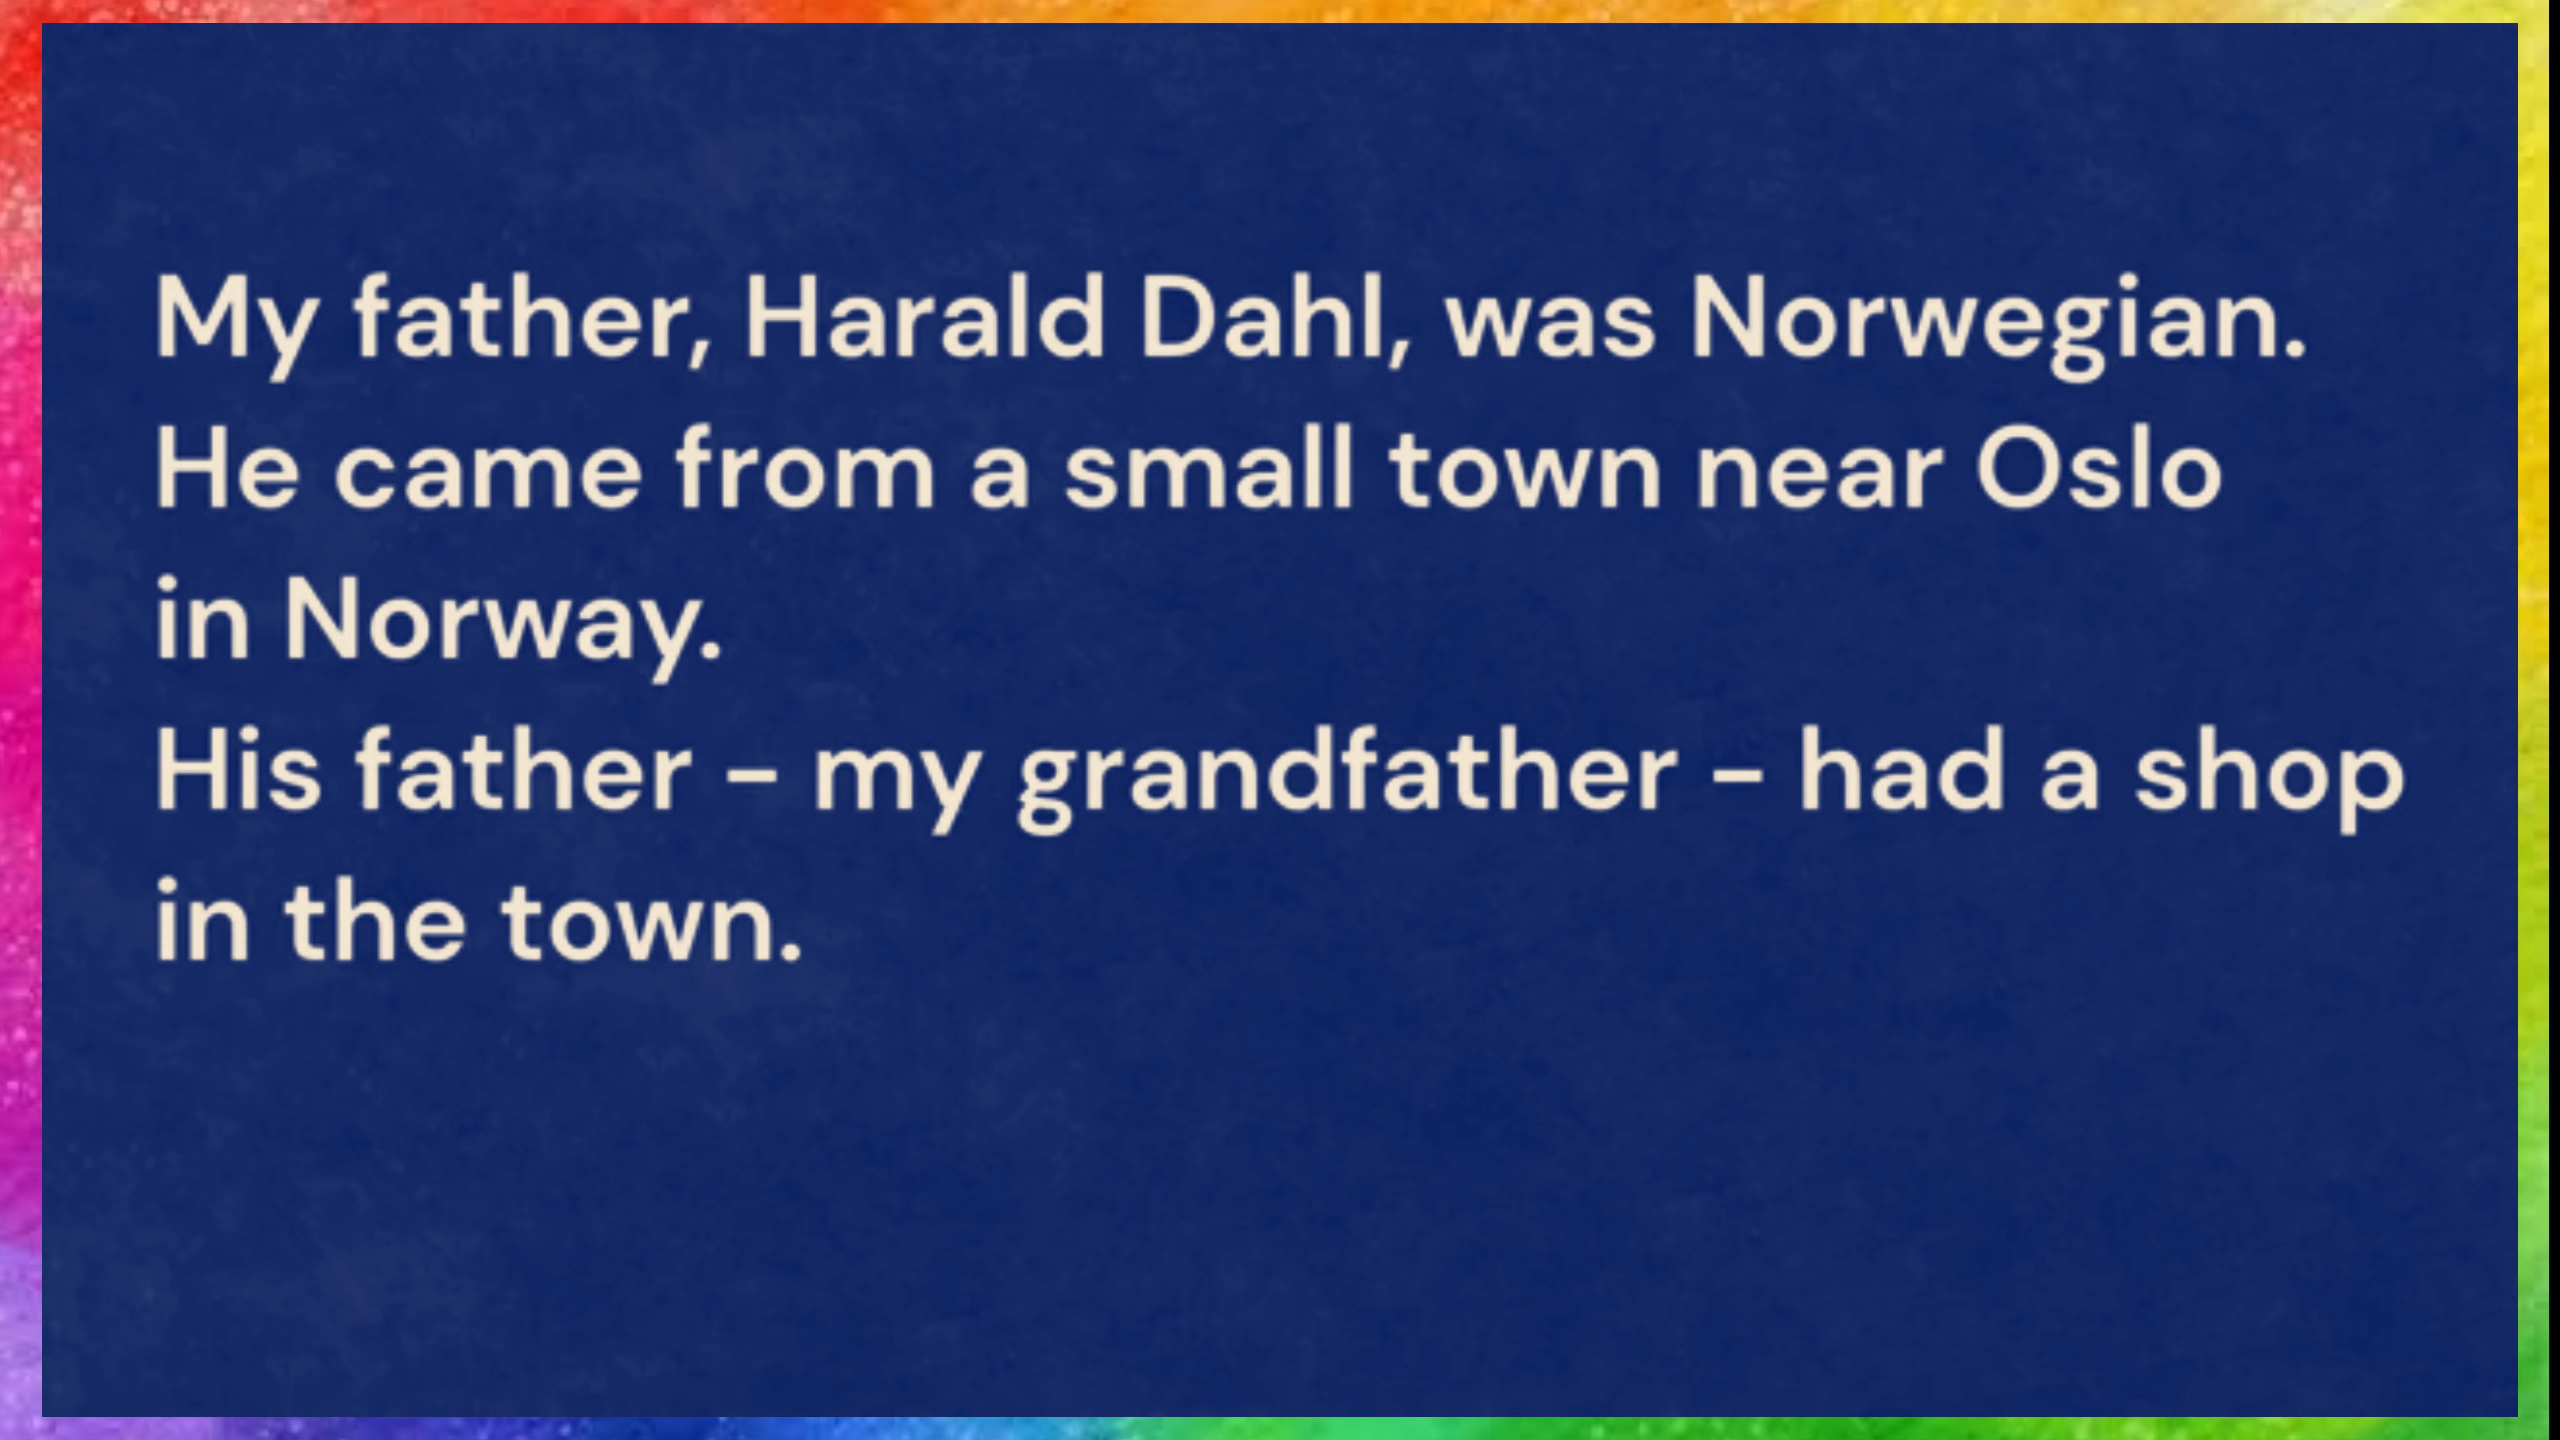 My father, Harald Dahl, was Norwegian.
He came from a small town near Oslo
in Norway.
His father – my grandfather – had a shop
in the town.